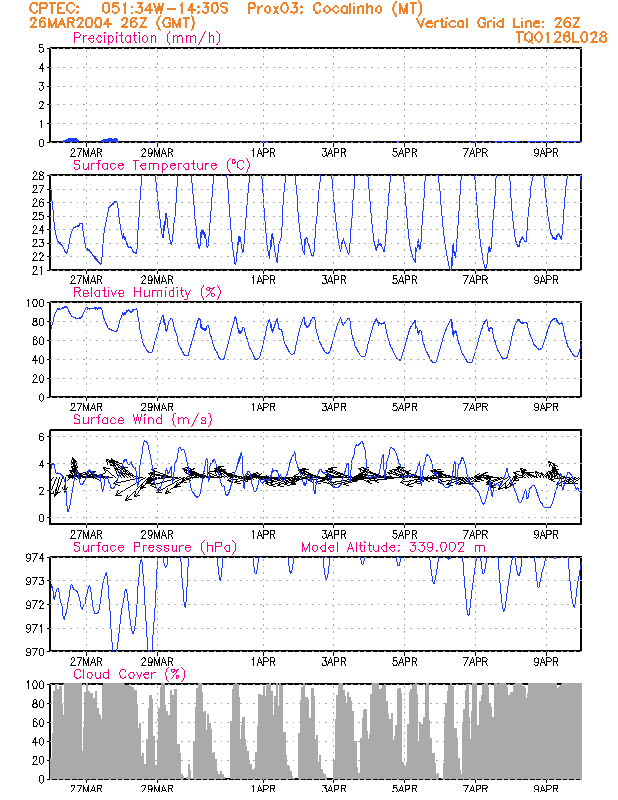 CPTEC: 051:34W-14:30S Prox03: Cocalinho (MT)
26MAR2004 26Z (GMT) Vertical Grid Line: 26Z
Precipitation (mm/h) TQ0126L028
5
4
3
2
1
0
27MAR 29MAR 1APR 3APR 5APR 7APR 9APR
Surface Temperature (°C)
28
27
26
25
24
23
22
21
27MAR 29MAR 1APR 3APR 5APR 7APR 9APR
Relative Humidity (%)
100
80
60
40
20
0
27MAR 29MAR 1APR 3APR 5APR 7APR 9APR
Surface Wind (m/s)
6
4
2
0
27MAR 29MAR 1APR 3APR 5APR 7APR 9APR
Surface Pressure (hPa) Model Altitude: 339.002 m
974
973
972
971
970
27MAR 29MAR 1APR 3APR 5APR 7APR 9APR
Cloud Cover (%)
100
80
60
40
20
0
27MAR 29MAR 1APR 3APR 5APR 7APR 9APR